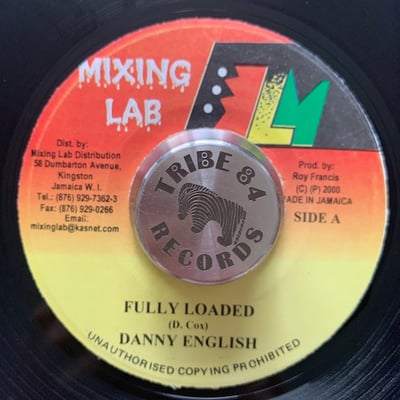 MIXING
LAB
Dist. by:
Mixing Lab Distribution
58 Dumbarton Avenue,
Kingston
Jamaica W. I.
Tel.: (876) 929-7362-3
Fax: (876) 929-0266
Email:
mixinglab@kasnet.com
Prod. by:
Roy Francis
(C) (P) 2000
MADE IN JAMAICA
SIDE A
TRIBE 84
RECORDS
FULLY LOADED
(D. Cox)
DANNY ENGLISH
UNAUTHORISED COPYING PROHIBITED